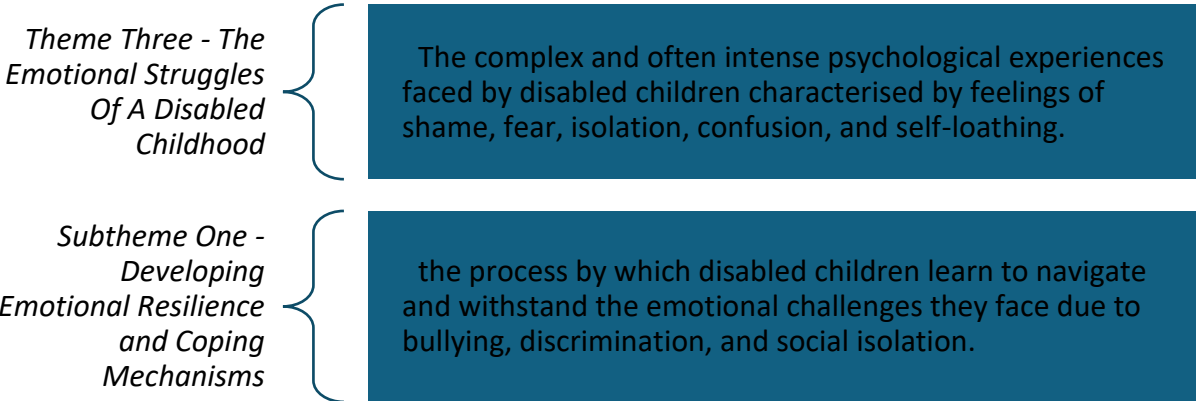 Theme Three - The
Emotional Struggles
Of A Disabled
Childhood
The complex and often intense psychological experiences
faced by disabled children characterised by feelings of
shame, fear, isolation, confusion, and self-loathing.
Subtheme One -
Developing
Emotional Resilience
and Coping
Mechanisms
the process by which disabled children learn to navigate
and withstand the emotional challenges they face due to
bullying, discrimination, and social isolation.